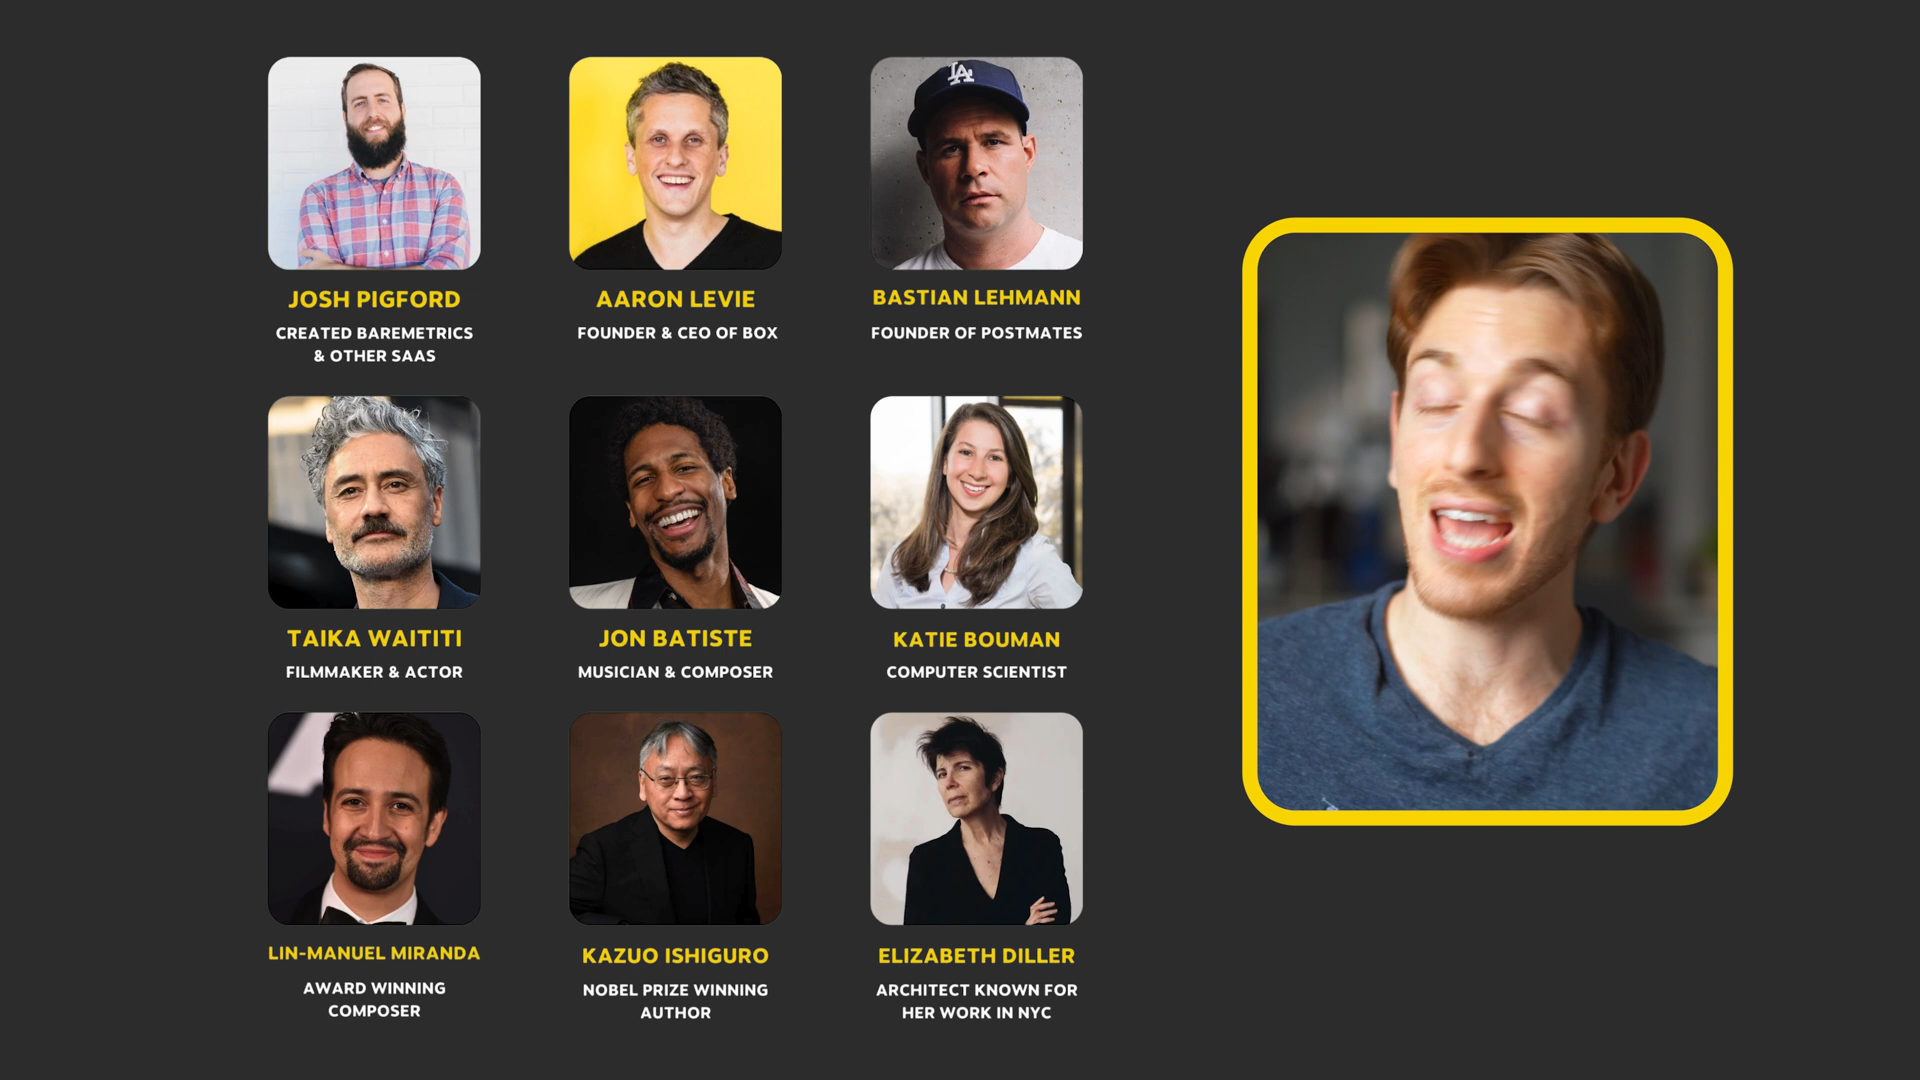 LA
JOSH PIGFORD
CREATED BAREMETRICS
& OTHER SAAS
AARON LEVIE
FOUNDER & CEO OF BOX
BASTIAN LEHMANN
FOUNDER OF POSTMATES
TAIKA WAITITI
FILMMAKER & ACTOR
JON BATISTE
MUSICIAN & COMPOSER
KATIE BOUMAN
COMPUTER SCIENTIST
LIN-MANUEL MIRANDA
AWARD WINNING
COMPOSER
KAZUO ISHIGURO
NOBEL PRIZE WINNING
AUTHOR
ELIZABETH DILLER
ARCHITECT KNOWN FOR
HER WORK IN NYC